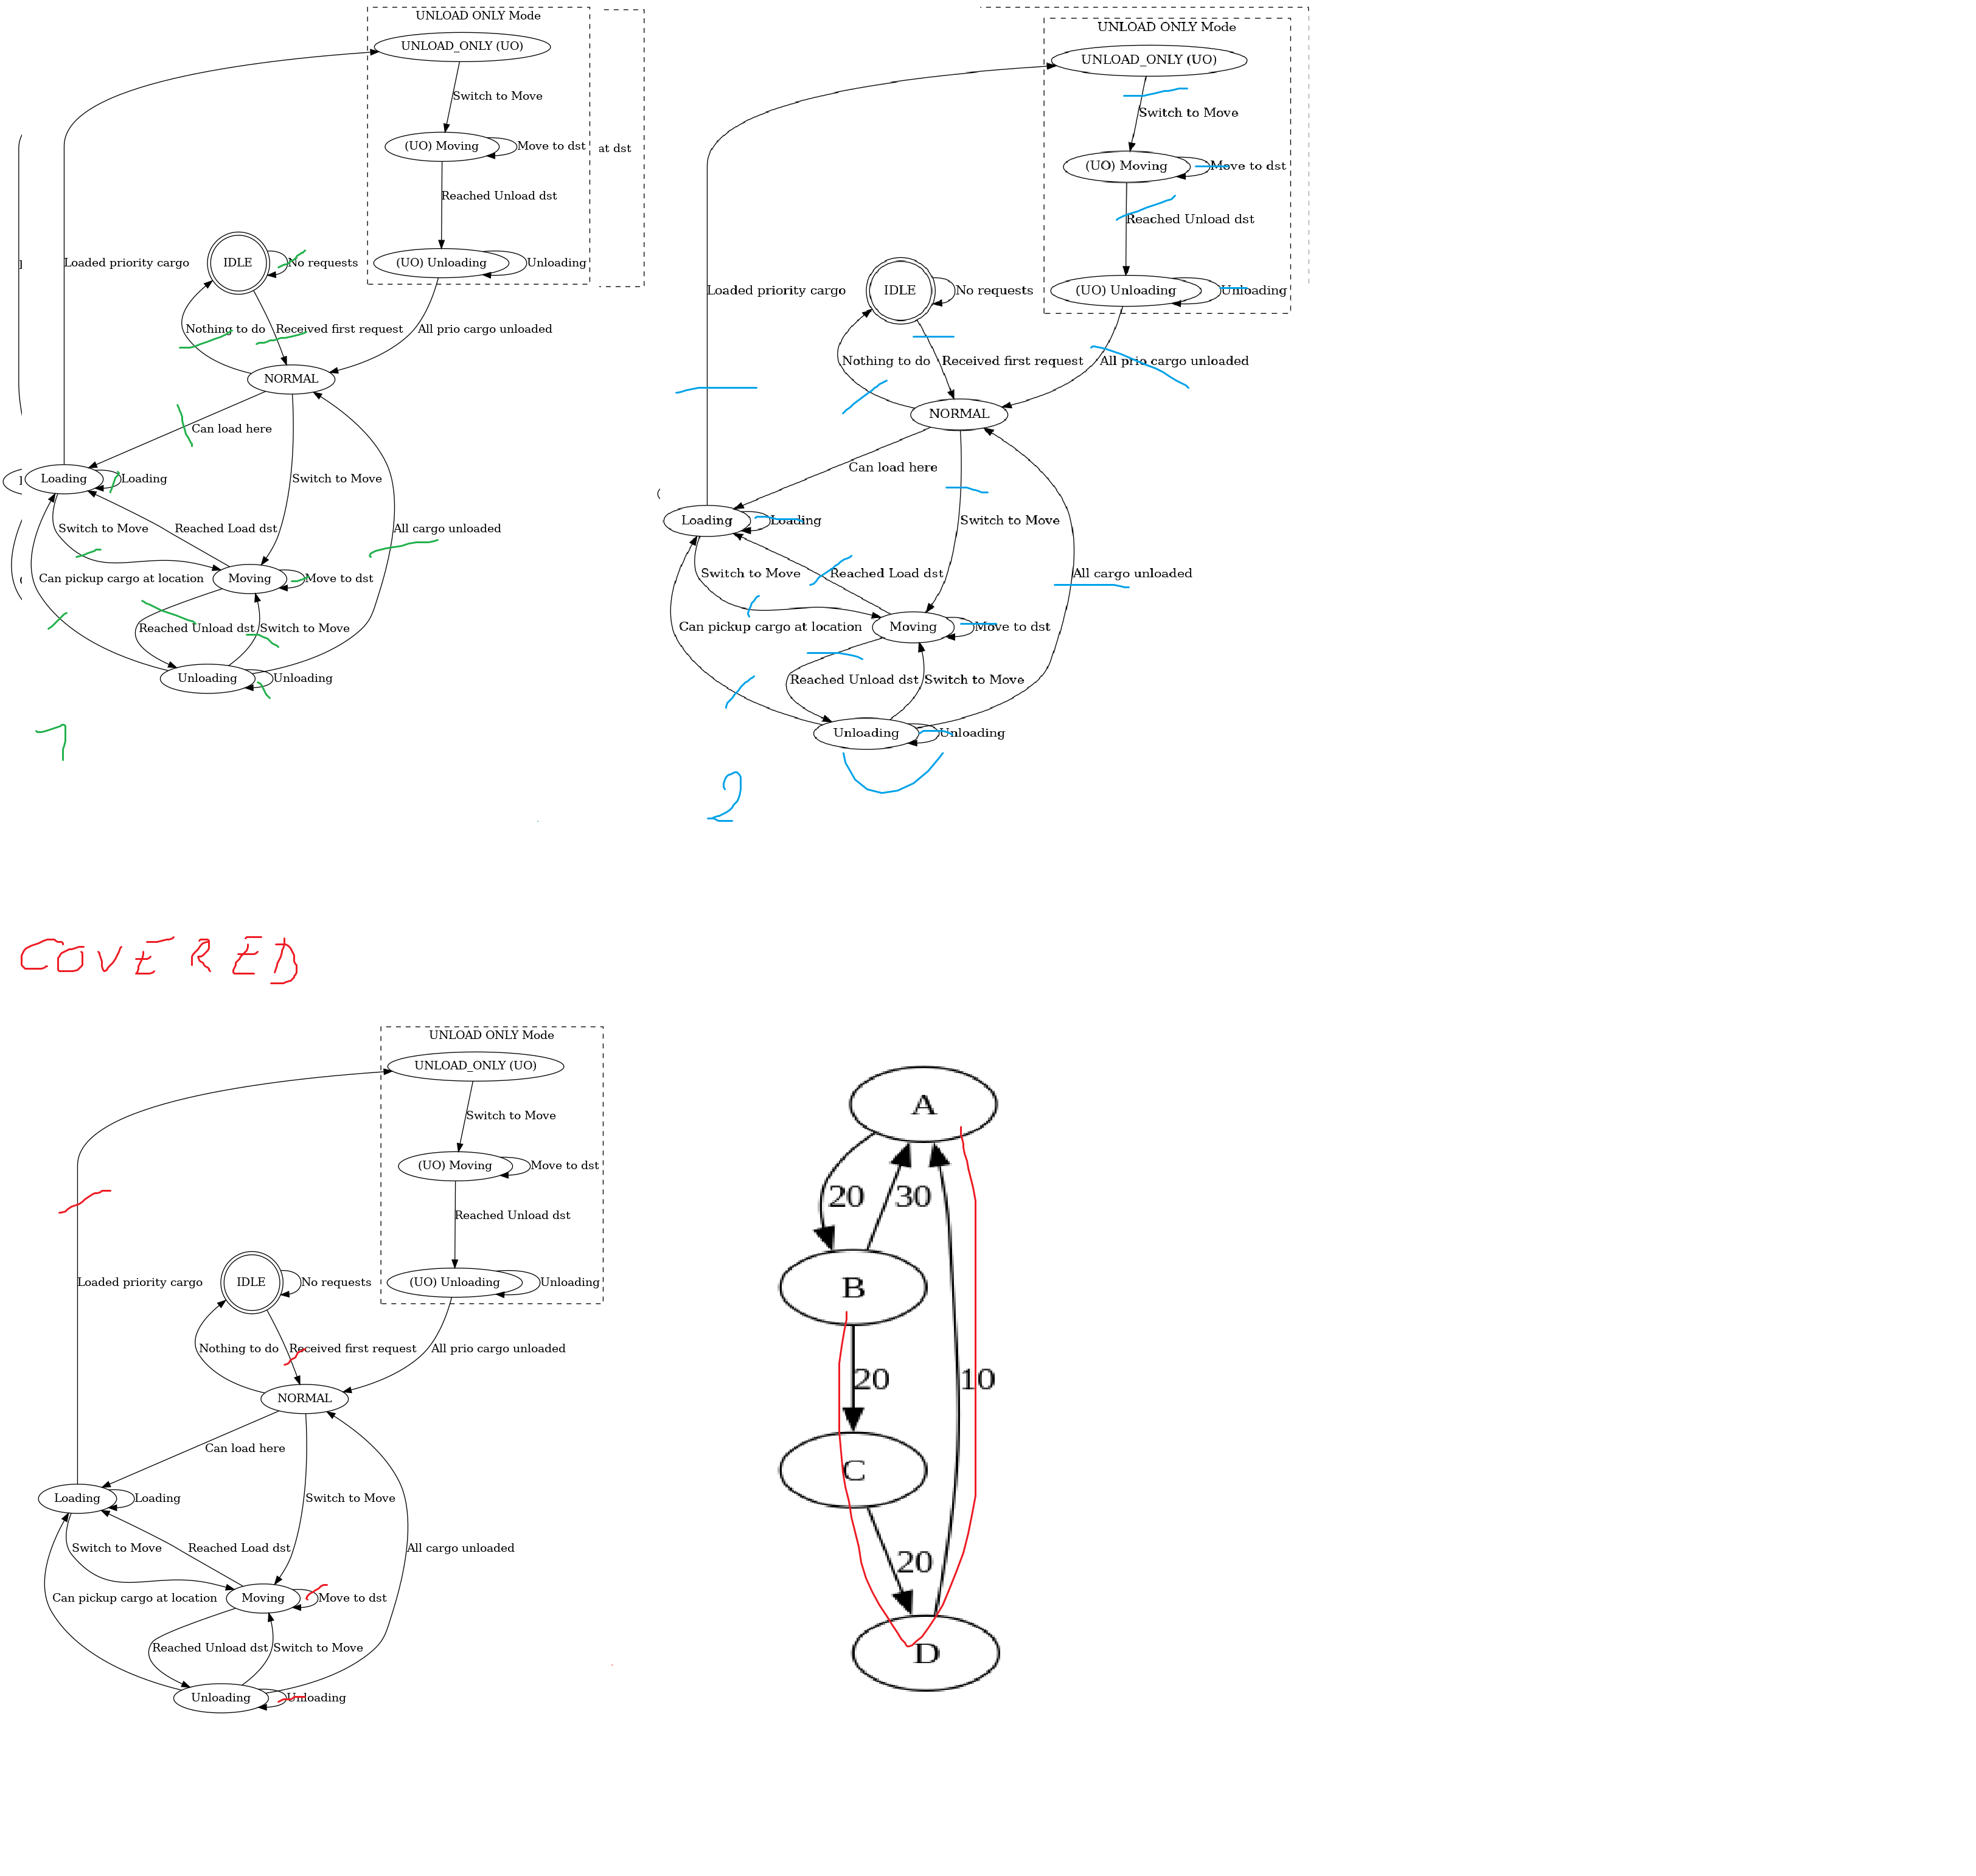 UNLOAD ONLY Mode
UNLOAD_ONLY (UO)
Switch to Move
(UO) Moving
Move to dst
at dst
Reached Unload dst
(UO) Unloading
Unloading
Loaded priority cargo
IDLE
No requests
Nothing to do
Received first request
All prio cargo unloaded
NORMAL
Can load here
Loading
Loading
Switch to Move
Switch to Move
Reached Load dst
All cargo unloaded
Can pickup cargo at location
Moving
Move to dst
Reached Unload dst
Switch to Move
Unloading
Unloading
1
UNLOAD ONLY Mode
UNLOAD_ONLY (UO)
Switch to Move
(UO) Moving
Move to dst
Reached Unload dst
(UO) Unloading
Unloading
Loaded priority cargo
IDLE
No requests
Nothing to do
Received first request
All prio cargo unloaded
NORMAL
Can load here
Loading
Loading
Switch to Move
Switch to Move
Reached Load dst
All cargo unloaded
Can pickup cargo at location
Moving
Move to dst
Reached Unload dst
Switch to Move
Unloading
Unloading
2
COVERED
UNLOAD ONLY Mode
UNLOAD_ONLY (UO)
Switch to Move
(UO) Moving
Move to dst
Reached Unload dst
(UO) Unloading
Unloading
Loaded priority cargo
IDLE
No requests
Nothing to do
Received first request
All prio cargo unloaded
NORMAL
Can load here
Loading
Loading
Switch to Move
Switch to Move
Reached Load dst
All cargo unloaded
Can pickup cargo at location
Moving
Move to dst
Reached Unload dst
Switch to Move
Unloading
Unloading
A
20
30
B
20
10
C
20
D